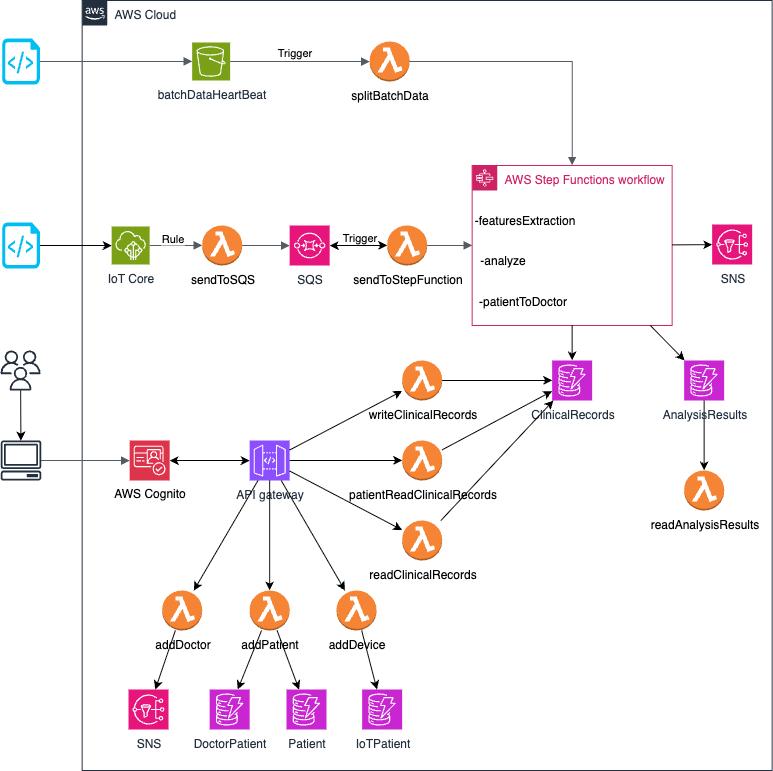 aws
AWS Cloud
Trigger
batchDataHeartBeat
splitBatchData
AWS Step Functions workflow
-featuresExtraction
-analyze
-patientToDoctor
Rule
Trigger
IoT Core
sendToSQS
SQS
sendToStepFunction
SNS
writeClinicalRecords
ClinicalRecords
AnalysisResults
AWS Cognito
API gateway
patientReadClinicalRecords
readAnalysisResults
readClinicalRecords
addDoctor
addPatient
addDevice
SNS
DoctorPatient
Patient
IoTPatient